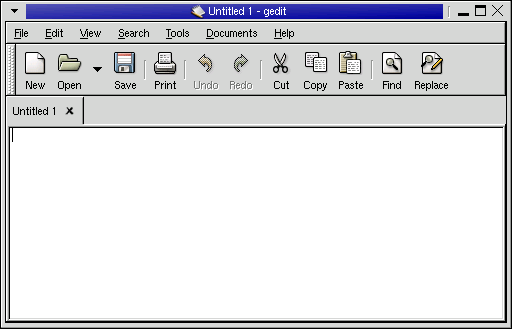 Untitled 1 - gedit
File Edit View Search Tools Documents Help
New Open Save Print Undo Redo Cut Copy Paste Find Replace
Untitled 1